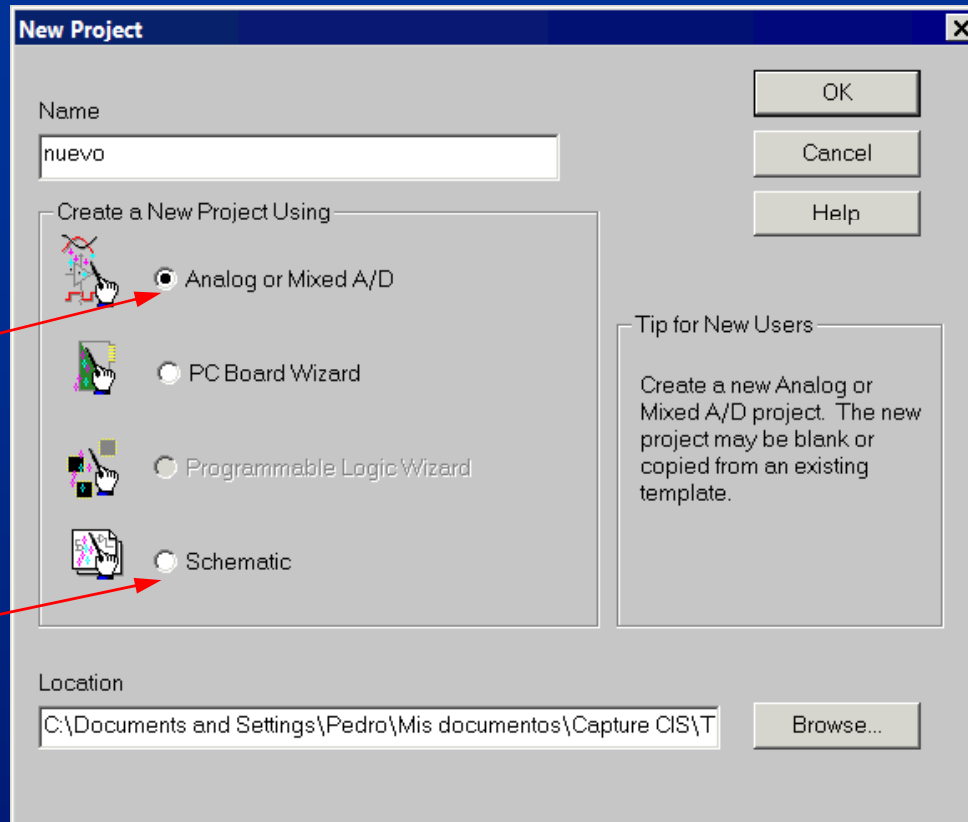 New Project
Name
nuevo
OK
Cancel
Help
Create a New Project Using
Analog or Mixed A/D
PC Board Wizard
Programmable Logic Wizard
Schematic
Tip for New Users
Create a new Analog or
Mixed A/D project. The new
project may be blank or
copied from an existing
template.
Location
C:\Documents and Settings\Pedro\Mis documentos\Capture CIS\T
Browse...